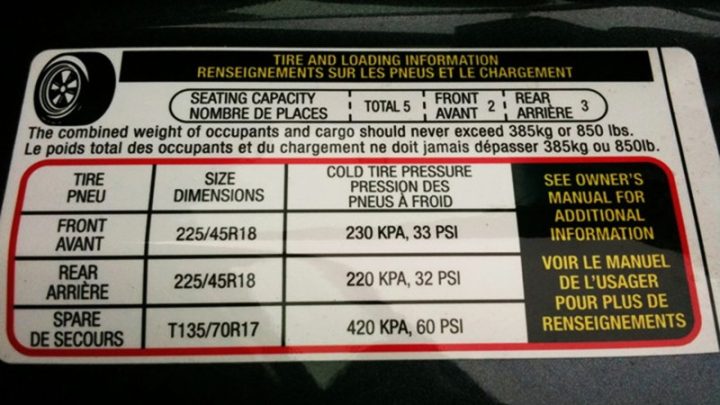 TIRE AND LOADING INFORMATION
RENSEIGNEMENTS SUR LES PNEUS ET LE CHARGEMENT
SEATING CAPACITY
NOMBRE DE PLACES
TOTAL 5
FRONT
AVANT 2
REAR
ARRIÈRE 3
The combined weight of occupants and cargo should never exceed 385kg or 850 lbs.
Le poids total des occupants et du chargement ne doit jamais dépasser 385kg ou 850lb.
TIRE
PNEU
SIZE
DIMENSIONS
COLD TIRE PRESSURE
PRESSION DES
PNEUS À FROID
SEE OWNER'S
MANUAL FOR
ADDITIONAL
INFORMATION
VOIR LE MANUEL
DE L'USAGER
POUR PLUS DE
RENSEIGNEMENTS
FRONT
AVANT
225/45R18
230 KPA, 33 PSI
REAR
ARRIÈRE
225/45R18
220 KPA, 32 PSI
SPARE
DE SECOURS
T135/70R17
420 KPA, 60 PSI